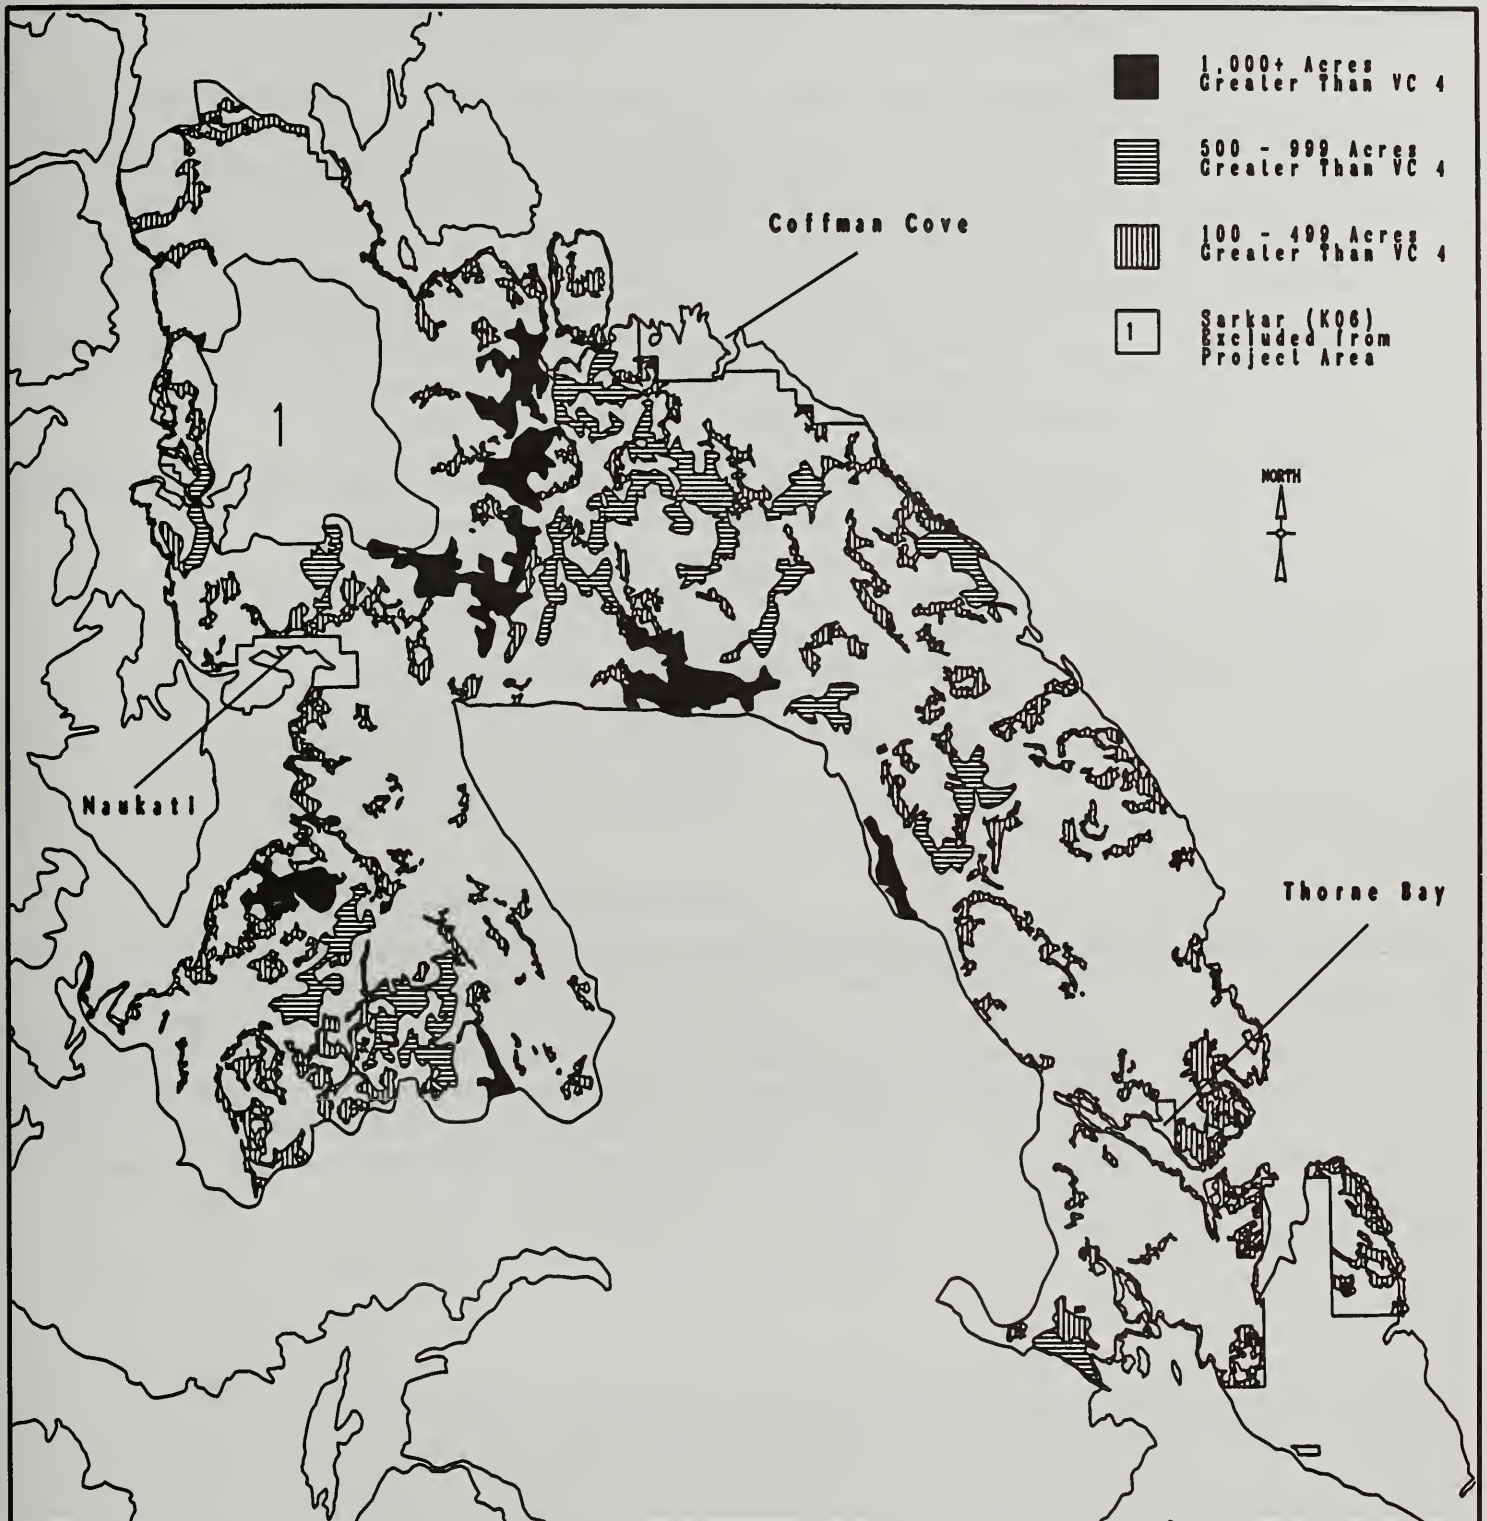 1,000+ Acres
Greater Than VC 4
500 - 999 Acres
Greater Than VC 4
100 - 499 Acres
Greater Than VC 4
1
Sarkar (K06)
Excluded from
Project Area
Coffman Cove
1
NORTH
Naukati
Thorne Bay